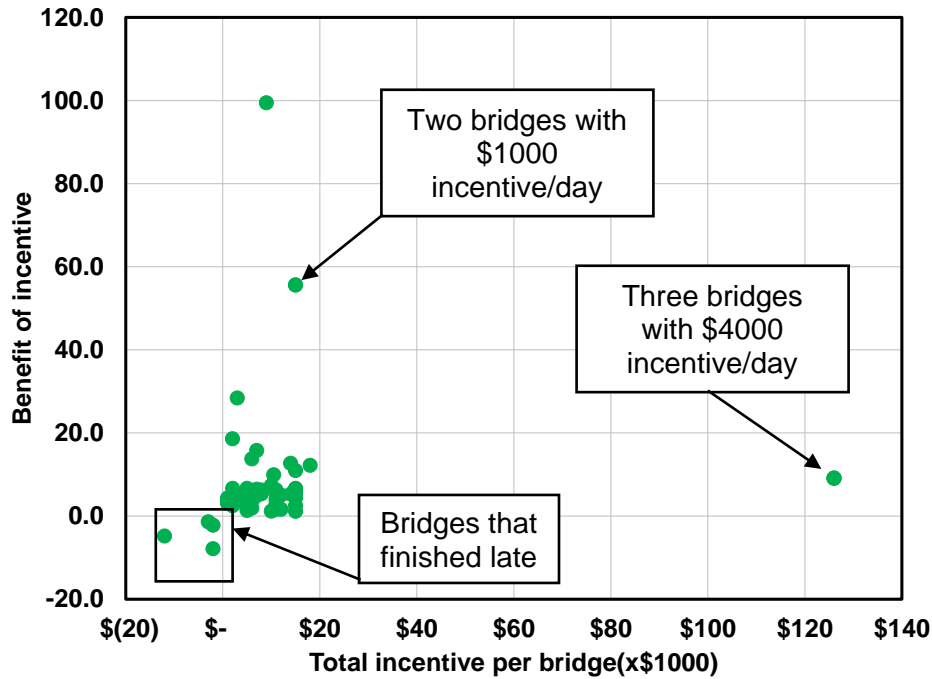 120.0
100.0
80.0
60.0
40.0
20.0
0.0
-20.0
Benefit of incentive
Two bridges with
$1000
incentive/day
Three bridges
with $4000
incentive/day
Bridges that
finished late
$(20) $- $20 $40 $60 $80 $100 $120 $140
Total incentive per bridge(x$1000)